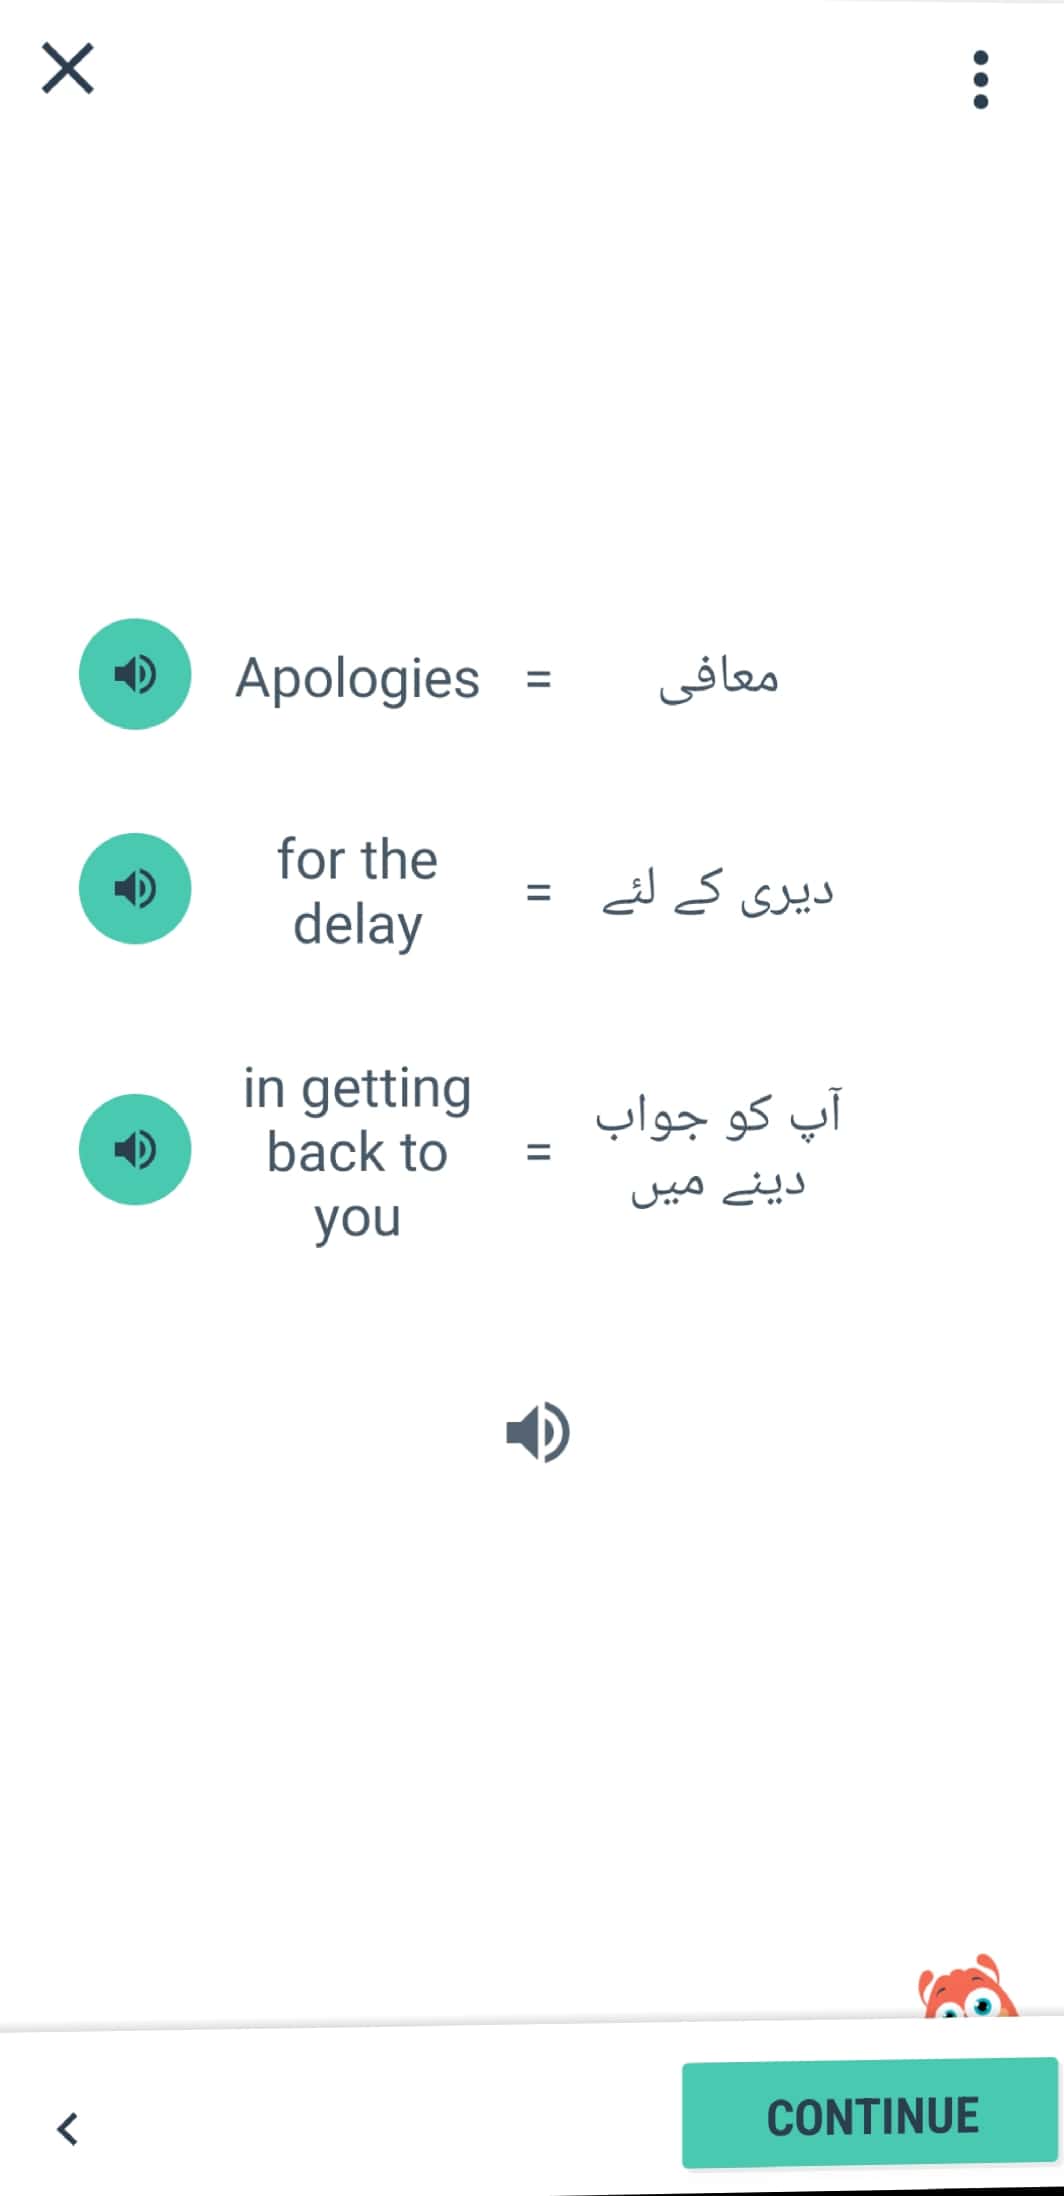 Apologies = معافی
for the
delay
= دیری کے لئے
in getting
back to
you
=
آپ کو جواب
دینے میں
CONTINUE